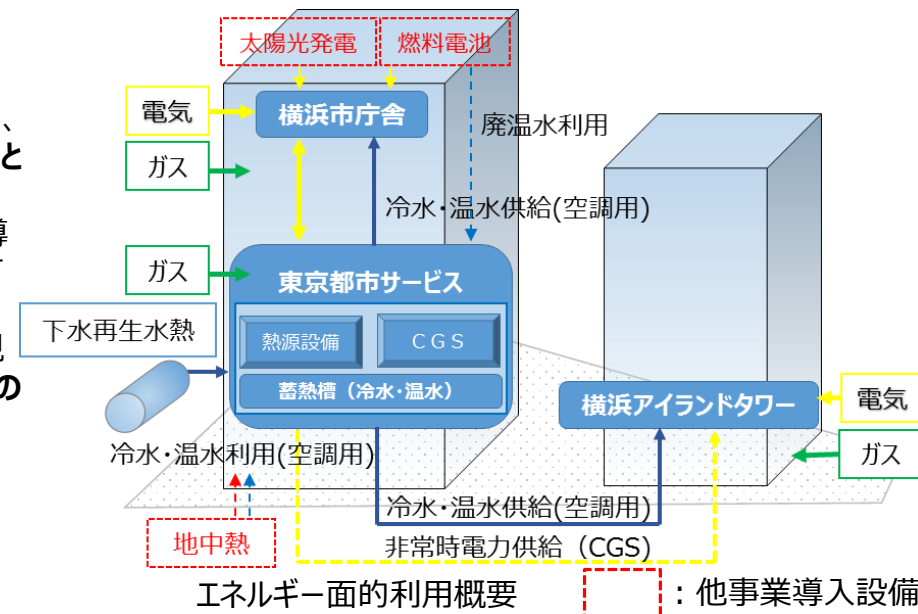 太陽光発電
燃料電池
電気
横浜市庁舎
廃温水利用
、
と
ガス
冷水・温水供給(空調用)
導
ガス
東京都市サービス
下水再生水熱
熱源設備
CGS
の
蓄熱槽（冷水・温水）
横浜アイランドタワー
電気
冷水・温水利用(空調用)
ガス
冷水・温水供給(空調用)
地中熱
非常時電力供給（CGS)
エネルギー面的利用概要
：他事業導入設備